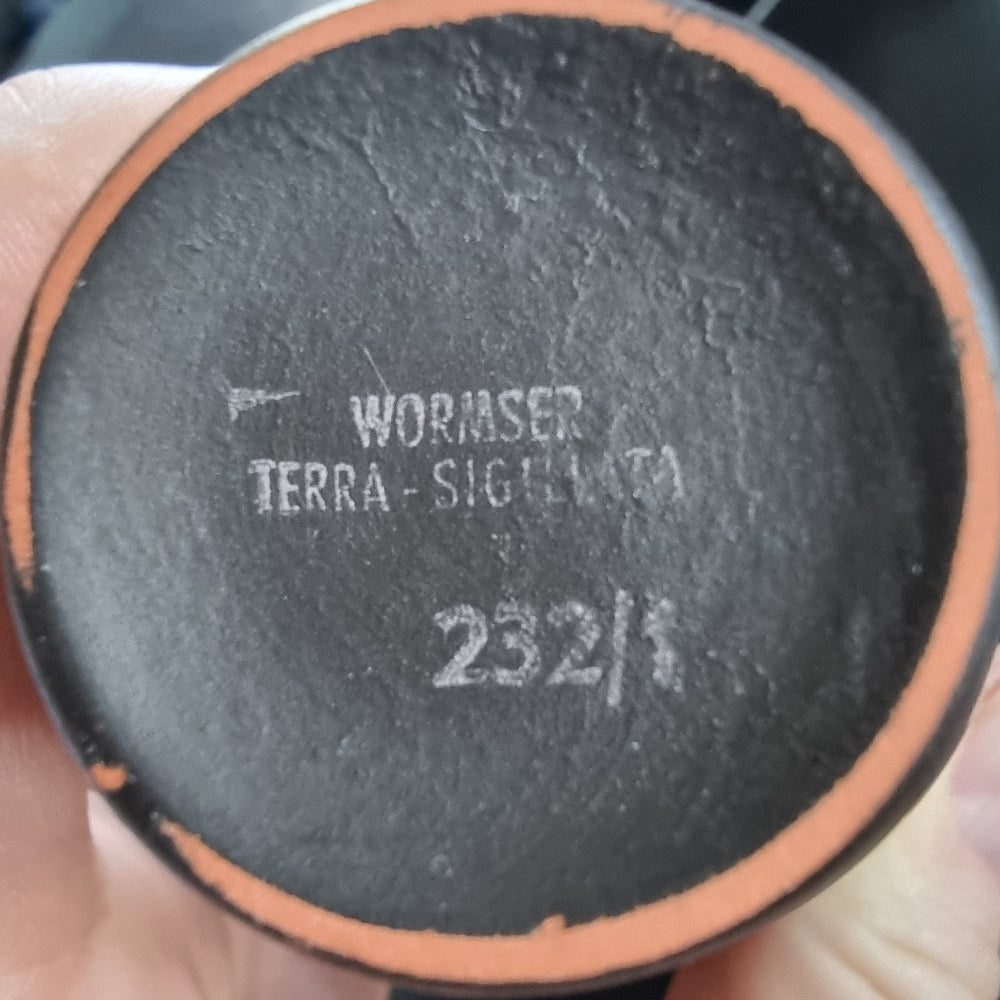 WORMSER
TERRA - SIGILLATA
232/1